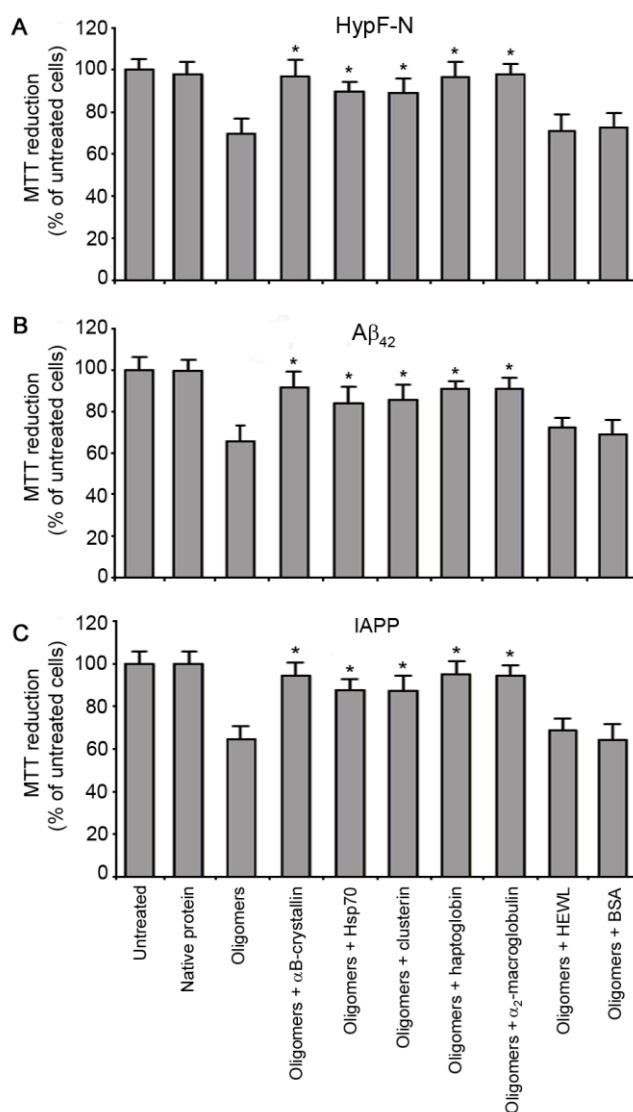 A
HypF-N
MTT reduction
(% of untreated cells)
120
100
80
60
40
20
0
* * * * *
B
Aβ₄₂
MTT reduction
(% of untreated cells)
120
100
80
60
40
20
0
* * * * *
C
IAPP
MTT reduction
(% of untreated cells)
120
100
80
60
40
20
0
* * * * *
Untreated
Native protein
Oligomers
Oligomers + αB-crystallin
Oligomers + Hsp70
Oligomers + clusterin
Oligomers + haptoglobin
Oligomers + α₂-macroglobulin
Oligomers + HEWL
Oligomers + BSA